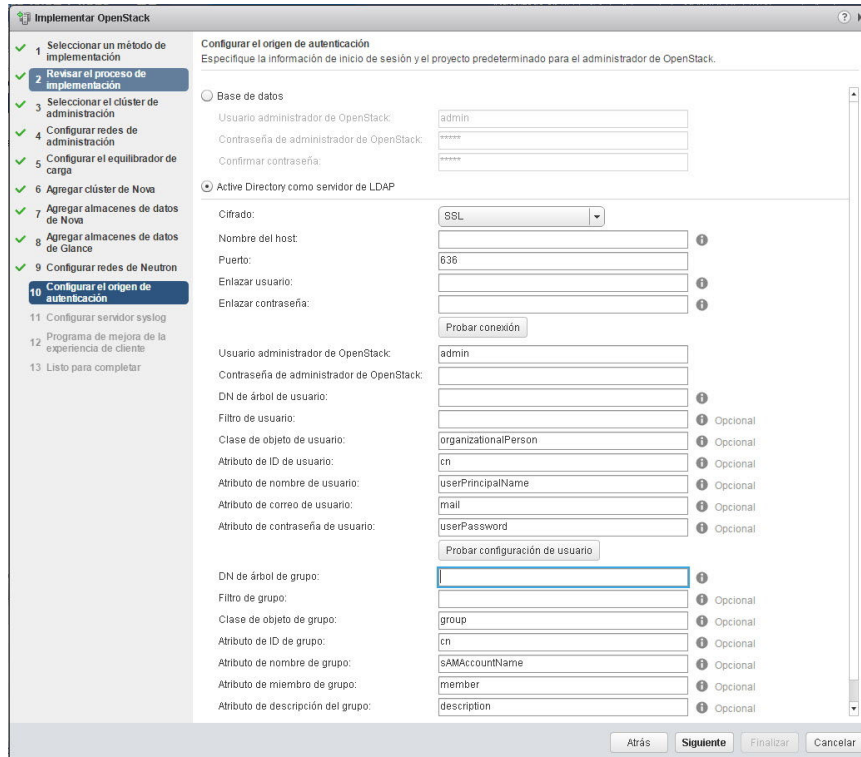 Implementar OpenStack
1 Seleccionar un método de
implementación
2 Revisar el proceso de
implementación
3 Seleccionar el clúster de
administración
4 Configurar redes de
administración
5 Configurar el equilibrador de
carga
6 Agregar clúster de Nova
7 Agregar almacenes de datos
de Nova
8 Agregar almacenes de datos
de Glance
9 Configurar redes de Neutron
10 Configurar el origen de
autenticación
11 Configurar servidor syslog
12 Programa de mejora de la
experiencia de cliente
13 Listo para completar
Configurar el origen de autenticación
Especifique la información de inicio de sesión y el proyecto predeterminado para el administrador de OpenStack.
Base de datos
Usuario administrador de OpenStack: admin
Contraseña de administrador de OpenStack: *****
Confirmar contraseña: *****
Active Directory como servidor de LDAP
Cifrado: SSL
Nombre del host:
Puerto: 636
Enlazar usuario:
Enlazar contraseña:
Probar conexión
Usuario administrador de OpenStack: admin
Contraseña de administrador de OpenStack:
DN de árbol de usuario:
Filtro de usuario: Opcional
Clase de objeto de usuario: organizationalPerson Opcional
Atributo de ID de usuario: cn Opcional
Atributo de nombre de usuario: userPrincipalName Opcional
Atributo de correo de usuario: mail Opcional
Atributo de contraseña de usuario: userPassword Opcional
Probar configuración de usuario
DN de árbol de grupo:
Filtro de grupo: Opcional
Clase de objeto de grupo: group Opcional
Atributo de ID de grupo: cn Opcional
Atributo de nombre de grupo: sAMAccountName Opcional
Atributo de miembro de grupo: member Opcional
Atributo de descripción del grupo: description Opcional
Atrás Siguiente Finalizar Cancelar